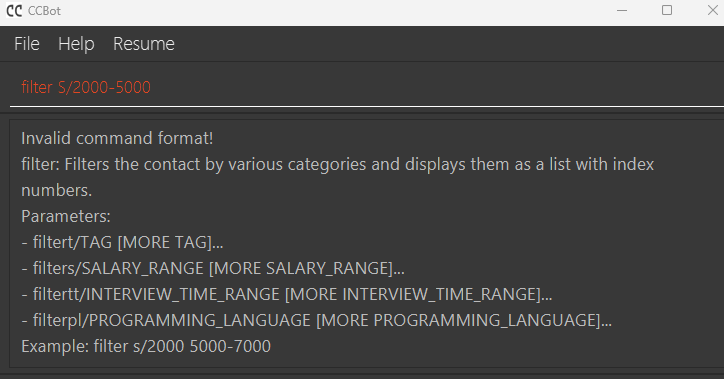 CCBot
File Help Resume
filter S/2000-5000
Invalid command format!
filter: Filters the contact by various categories and displays them as a list with index
numbers.
Parameters:
- filtert/TAG [MORE TAG]...
- filters/SALARY_RANGE [MORE SALARY_RANGE]...
- filtertt/INTERVIEW_TIME_RANGE [MORE INTERVIEW_TIME_RANGE]...
- filterpl/PROGRAMMING_LANGUAGE [MORE PROGRAMMING_LANGUAGE]...
Example: filter s/2000 5000-7000